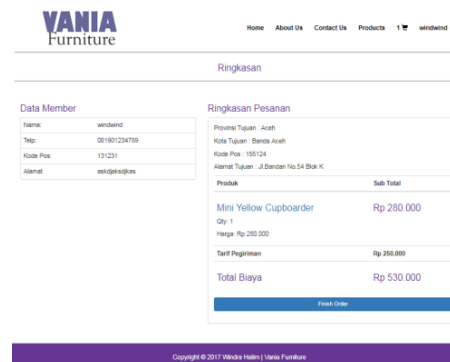 VANIA
Furniture
Home About Us Contact Us Products 1 windwind
Ringkasan
Data Member
Nama: windwind
Telp: 081901234789
Kode Pos: 131231
Alamat askdjaksdjkas
Ringkasan Pesanan
Provinsi Tujuan : Aceh
Kota Tujuan : Banda Aceh
Kode Pos : 155124
Alamat Tujuan : Jl.Bandan No.54 Blok K
Produk Sub Total
Mini Yellow Cupboarder Rp 280.000
Qty: 1
Harga: Rp 280.000
Tarif Pegiriman Rp 250.000
Total Biaya Rp 530.000
Finish Order
Copyright © 2017 Windra Halim | Vania Furniture